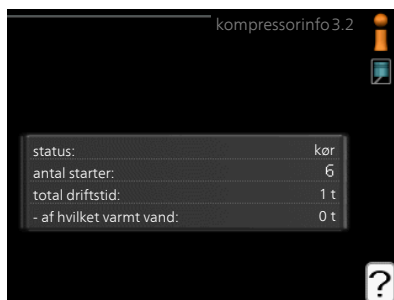 kompressorinfo 3.2
status: kør
antal starter: 6
total driftstid: 1 t
- af hvilket varmt vand: 0 t
?